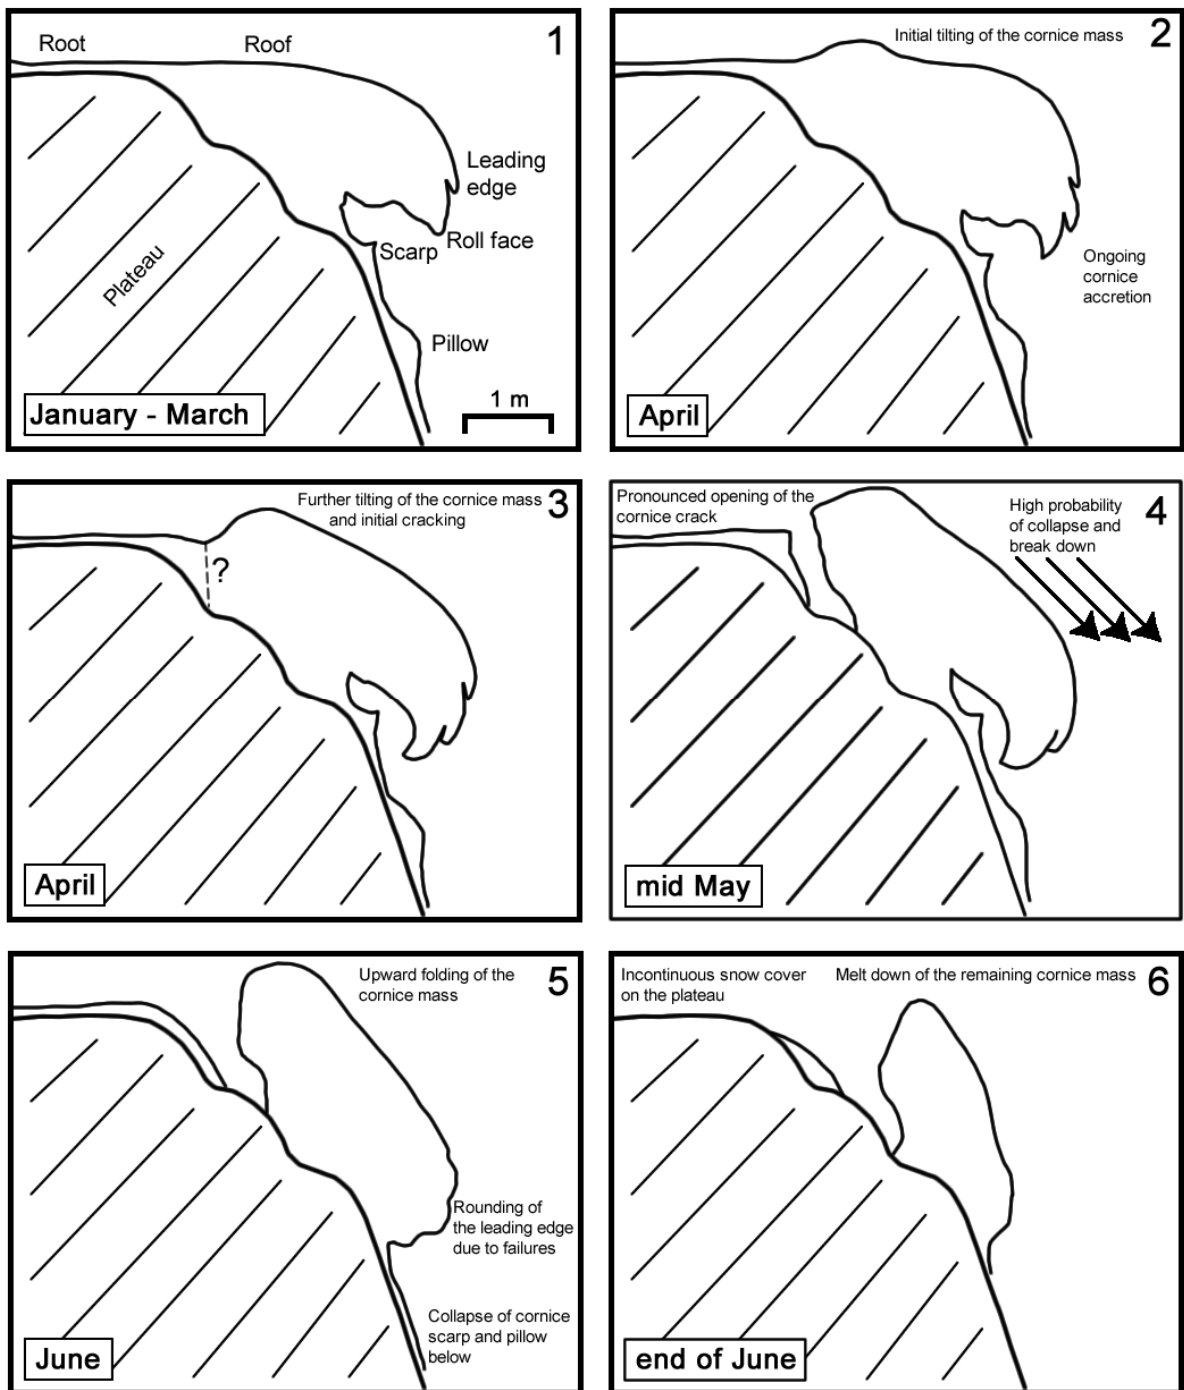 Root
Roof
1
Leading
edge
Roll face
Scarp
Plateau
Pillow
1 m
January - March
Initial tilting of the cornice mass
2
Ongoing
cornice
accretion
April
Further tilting of the cornice mass
and initial cracking
3
?
April
Pronounced opening of the
cornice crack
High probability
of collapse and
break down
4
mid May
Upward folding of the
cornice mass
5
Rounding of
the leading edge
due to failures
Collapse of cornice
scarp and pillow
below
June
Incontinuous snow cover
on the plateau
Melt down of the remaining cornice mass
6
end of June